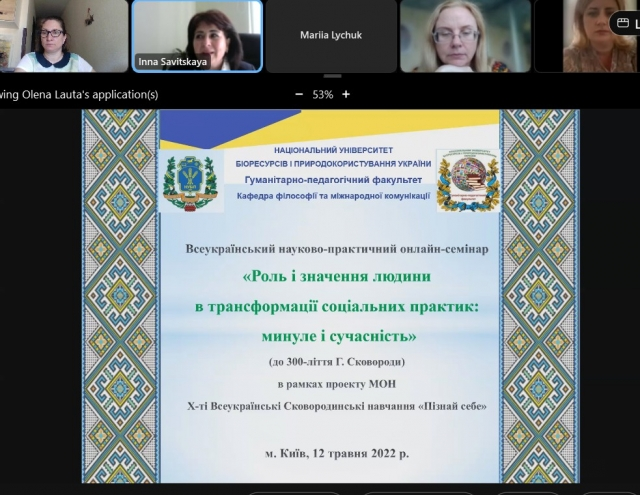 Inna Savitskaya
Mariia Lychuk
L
wing Olena Lauta's application(s)
− 53% +
НАЦІОНАЛЬНИЙ УНІВЕРСИТЕТ
БІОРЕСУРСІВ І ПРИРОДОКОРИСТУВАННЯ УКРАЇНИ
Гуманітарно-педагогічний факультет
Кафедра філософії та міжнародної комунікації
Всеукраїнський науково-практичний онлайн-семінар
«Роль і значення людини
в трансформації соціальних практик:
минуле і сучасність»
(до 300-ліття Г. Сковороди)
в рамках проекту МОН
Х-ті Всеукраїнські Сковородинські навчання «Пізнай себе»
м. Київ, 12 травня 2022 р.